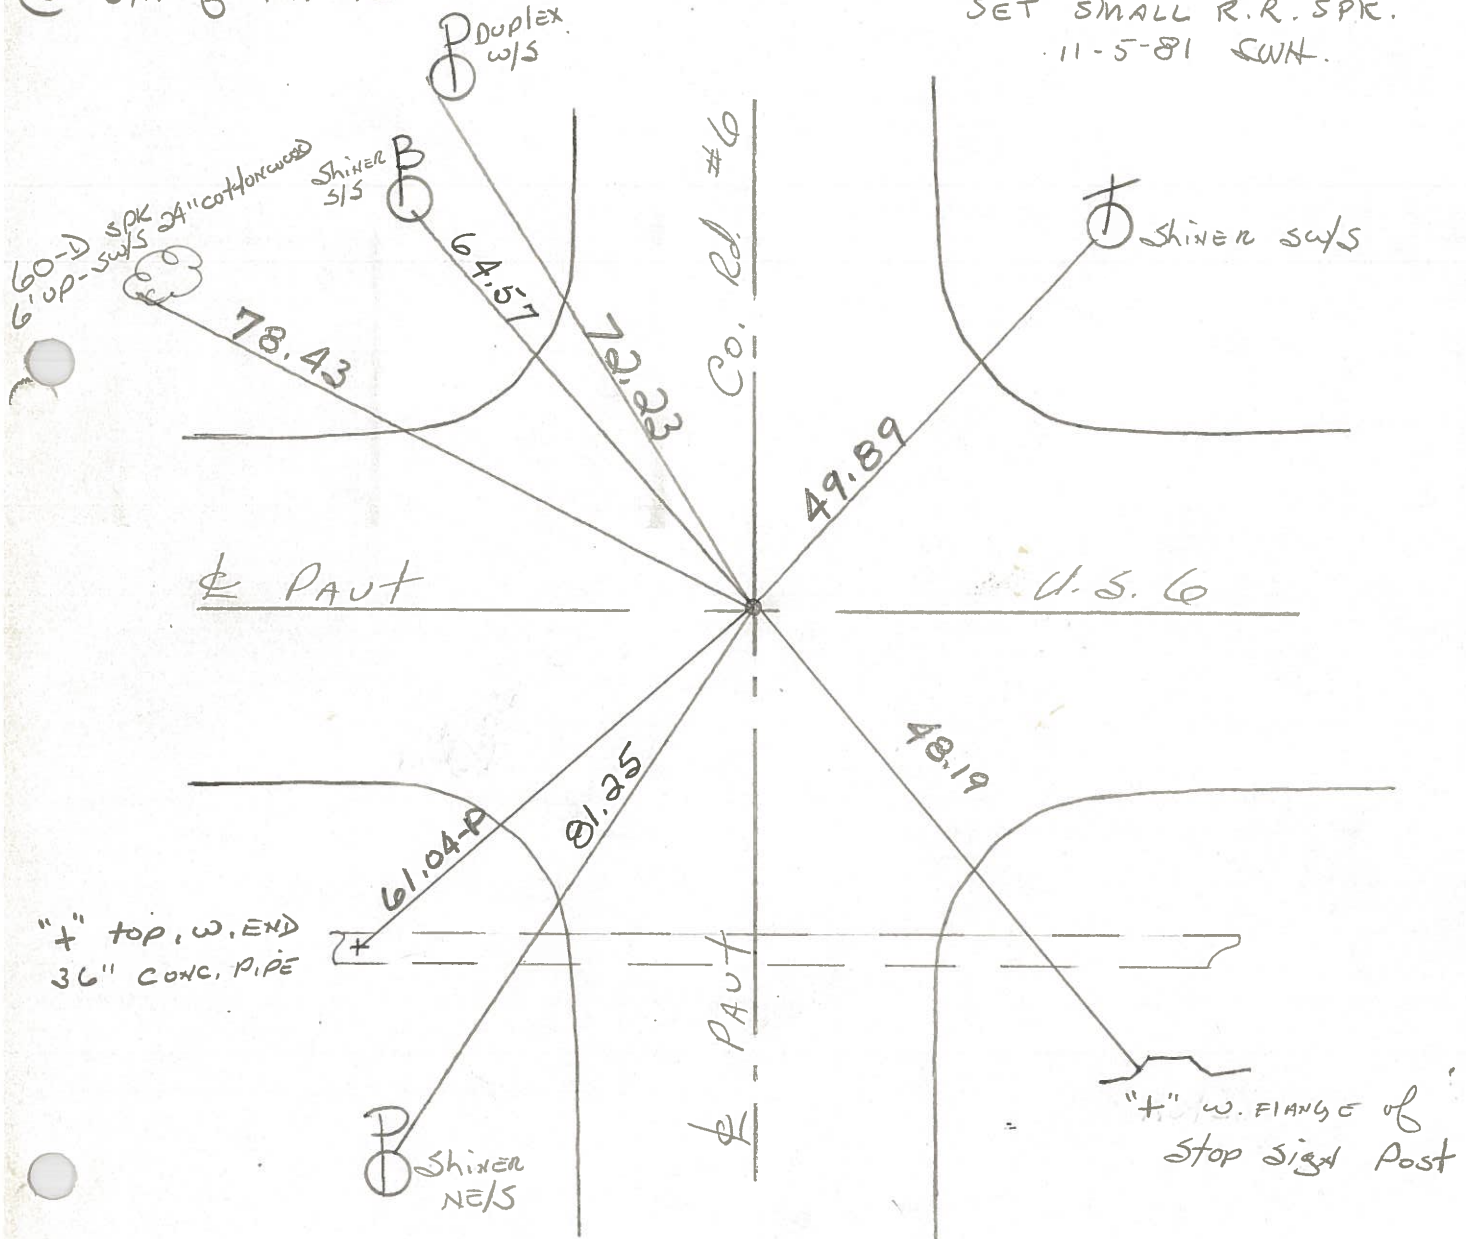 SET SMALL R.R. SPK.
11-5-81 SWH.
P DUPLEX
W/S
B
Shiner
S/S
60-D SPK 24" cottonwood
6' UP-SW/S
Shiner SW/S
Co. Rd. #6
64.57
72.23
78.43
49.89
℄ PAVt
U.S. 6
48.19
61.04-P
81.25
"+" top, W. END
36" CONC. PIPE
+
℄ PAVt
"+" W. FLANGE of
Stop Sign Post
P
Shiner
NE/S